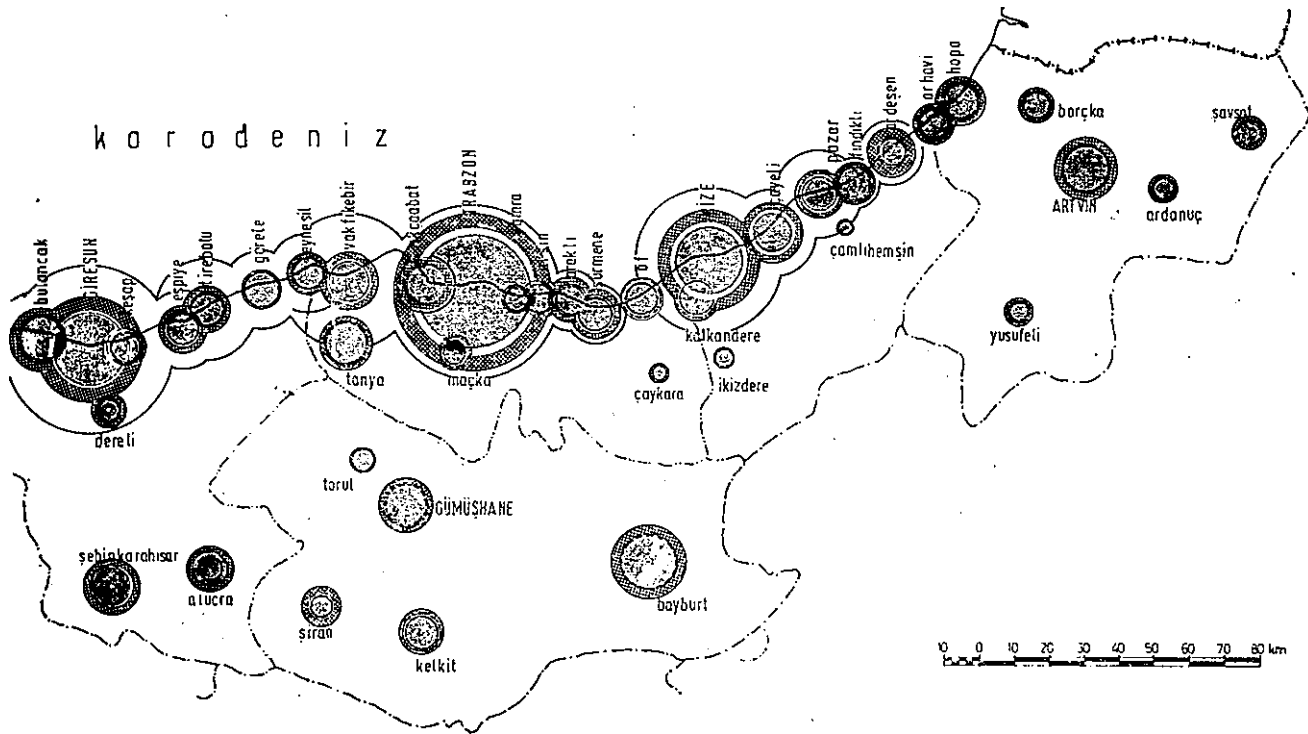 karadeniz
bulancak
GİRESUN
keşap
espiye
tirebolu
görele
eynesil
vakfıkebir
akçaabat
TRABZON
sürmene
of
RİZE
çayeli
pazar
fındıklı
ardeşen
arhavi
hopa
borçka
şavşat
ARTVİN
ardanuç
çamlıhemşin
yusufeli
kalkandere
ikizdere
çaykara
maçka
tonya
dereli
torul
GÜMÜŞHANE
şebinkarahisar
alucra
şiran
kelkit
bayburt
10 0 10 20 30 40 50 60 70 80 km